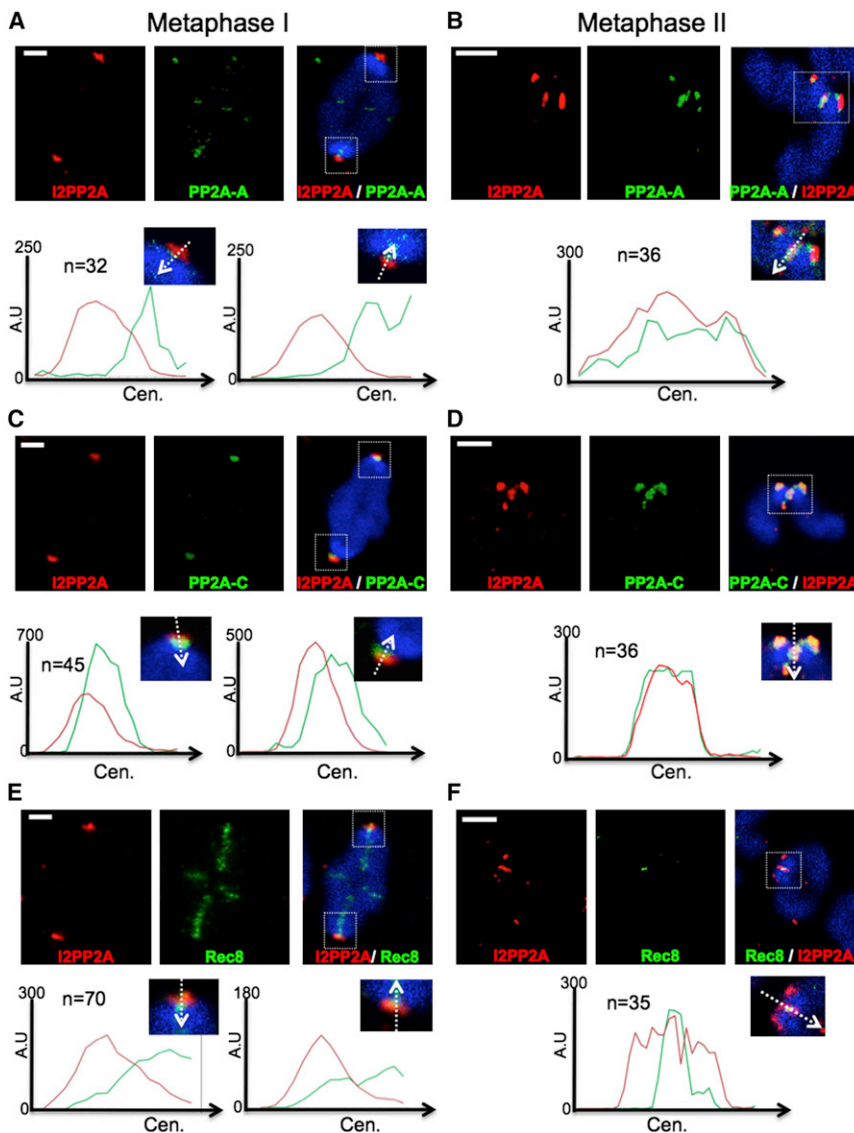 A Metaphase I
B Metaphase II
I2PP2A PP2A-A I2PP2A / PP2A-A
I2PP2A PP2A-A PP2A-A / I2PP2A
250 n=32 A.U 0 Cen.
250 0 Cen.
300 n=36 A.U 0 Cen.
C
D
I2PP2A PP2A-C I2PP2A / PP2A-C
I2PP2A PP2A-C PP2A-C / I2PP2A
700 n=45 A.U 0 Cen.
500 0 Cen.
300 n=36 A.U 0 Cen.
E
F
I2PP2A Rec8 I2PP2A/ Rec8
I2PP2A Rec8 Rec8 / I2PP2A
300 n=70 A.U 0 Cen.
180 0 Cen.
300 n=35 A.U 0 Cen.